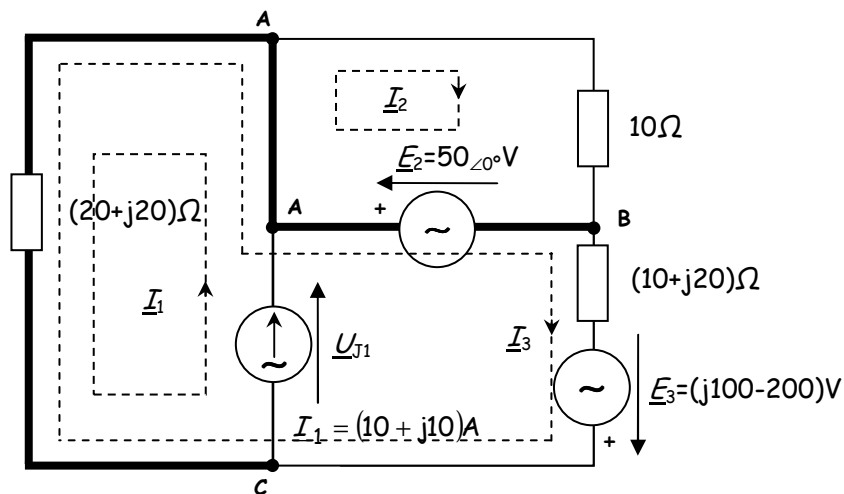 A
I2
10Ω
E2=50∠0°V
+
(20+j20)Ω
A
~
B
(10+j20)Ω
I1
UJ1
~
I3
~
E3=(j100-200)V
I1 = (10 + j10)A
+
C